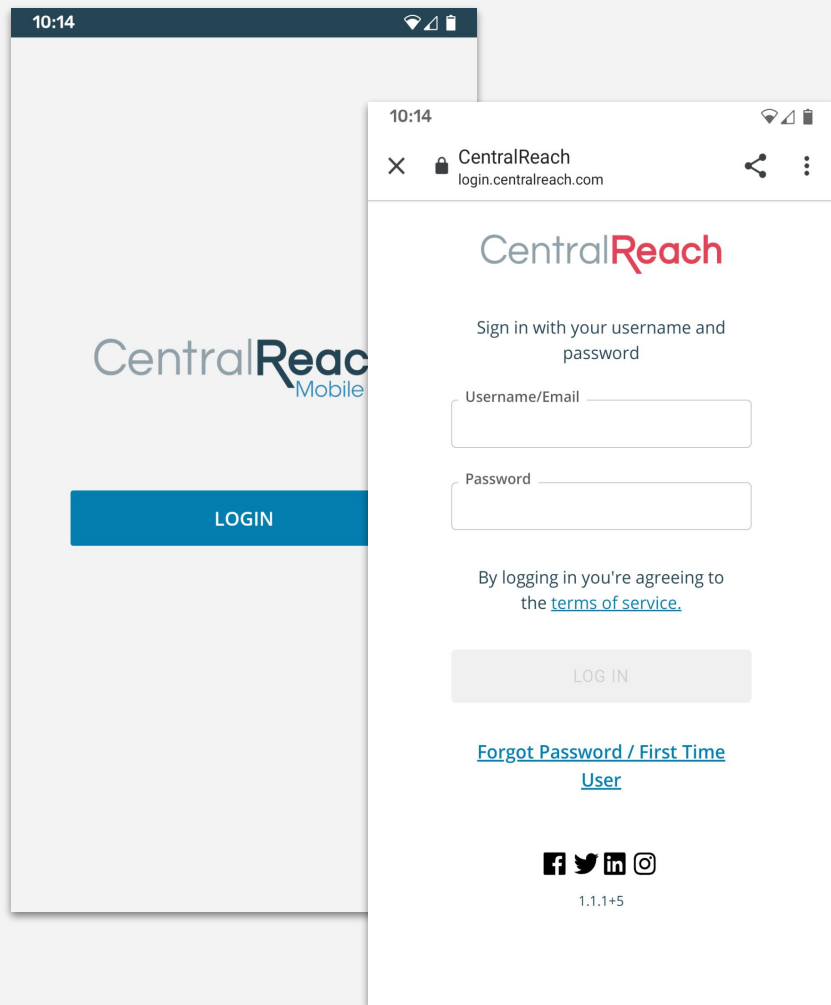 10:14
CentralReac
Mobile
LOGIN
10:14
CentralReach
login.centralreach.com
CentralReach
Sign in with your username and
password
Username/Email
Password
By logging in you're agreeing to
the terms of service.
LOG IN
Forgot Password / First Time
User
1.1.1+5